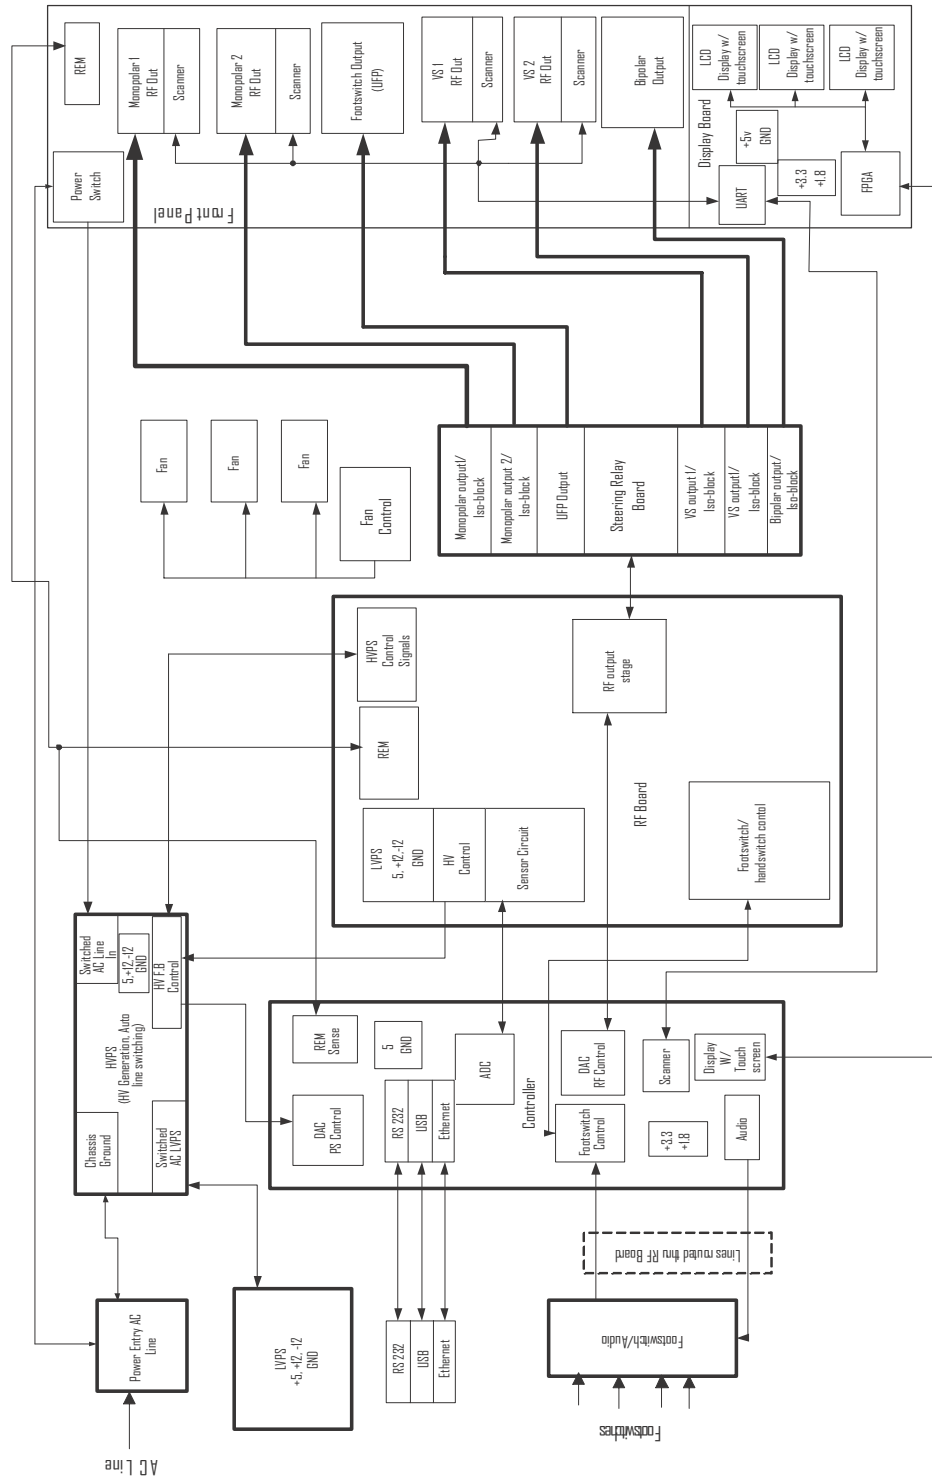 REM
Monopolar 1
RF Out
Scanner
Monopolar 2
RF Out
Scanner
Footswitch Output
(UFP)
VS 1
RF Out
Scanner
VS 2
RF Out
Scanner
Bipolar
Output
LCD
Display w/
touchscreen
LCD
Display w/
touchscreen
LCD
Display w/
touchscreen
Display Board
+5v
GND
+3.3
+1.8
UART
FPGA
Power
Switch
Front Panel
Fan
Fan
Fan
Fan
Control
Monopolar output1/
Iso-block
Monopolar output 2/
Iso-block
UFP Output
Steering Relay
Board
VS output 1/
Iso-block
VS output1/
Iso-block
Bipolar output/
Iso-block
HVPS
Control
Signals
REM
LVPS
5, +12,-12
GND
HV
Control
Sensor Circuit
RF output
stage
RF Board
Footswitch/
handswitch contol
Switched
AC Line
In
5,+12,-12
GND
HV F.B
Control
HVPS
(HV Generation, Auto
line switching)
Chassis
Ground
Switched
AC LVPS
REM
Sense
5
GND
ADC
DAC
PS Control
RS 232
USB
Ethernet
Controller
DAC
RF Control
Footswitch
Control
Scanner
Display
W/
Touch
screen
+3.3
+1.8
Audio
Lines routed thru RF Board
Power Entry AC
Line
LVPS
+5, +12, -12
GND
RS 232
USB
Ethernet
Footswitch/Audio
Footswitches
AC Line